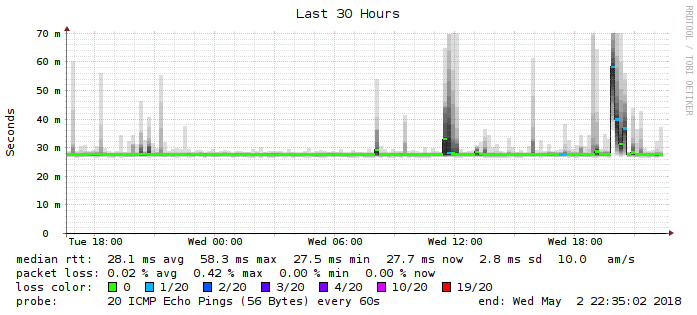 Last 30 Hours
RRDTOOL / TOBI OETIKER
Seconds
70 m
60 m
50 m
40 m
30 m
20 m
10 m
0
Tue 18:00 Wed 00:00 Wed 06:00 Wed 12:00 Wed 18:00
median rtt: 28.1 ms avg 58.3 ms max 27.5 ms min 27.7 ms now 2.8 ms sd 10.0 am/s
packet loss: 0.02 % avg 0.42 % max 0.00 % min 0.00 % now
loss color: 0 1/20 2/20 3/20 4/20 10/20 19/20
probe: 20 ICMP Echo Pings (56 Bytes) every 60s end: Wed May 2 22:35:02 2018